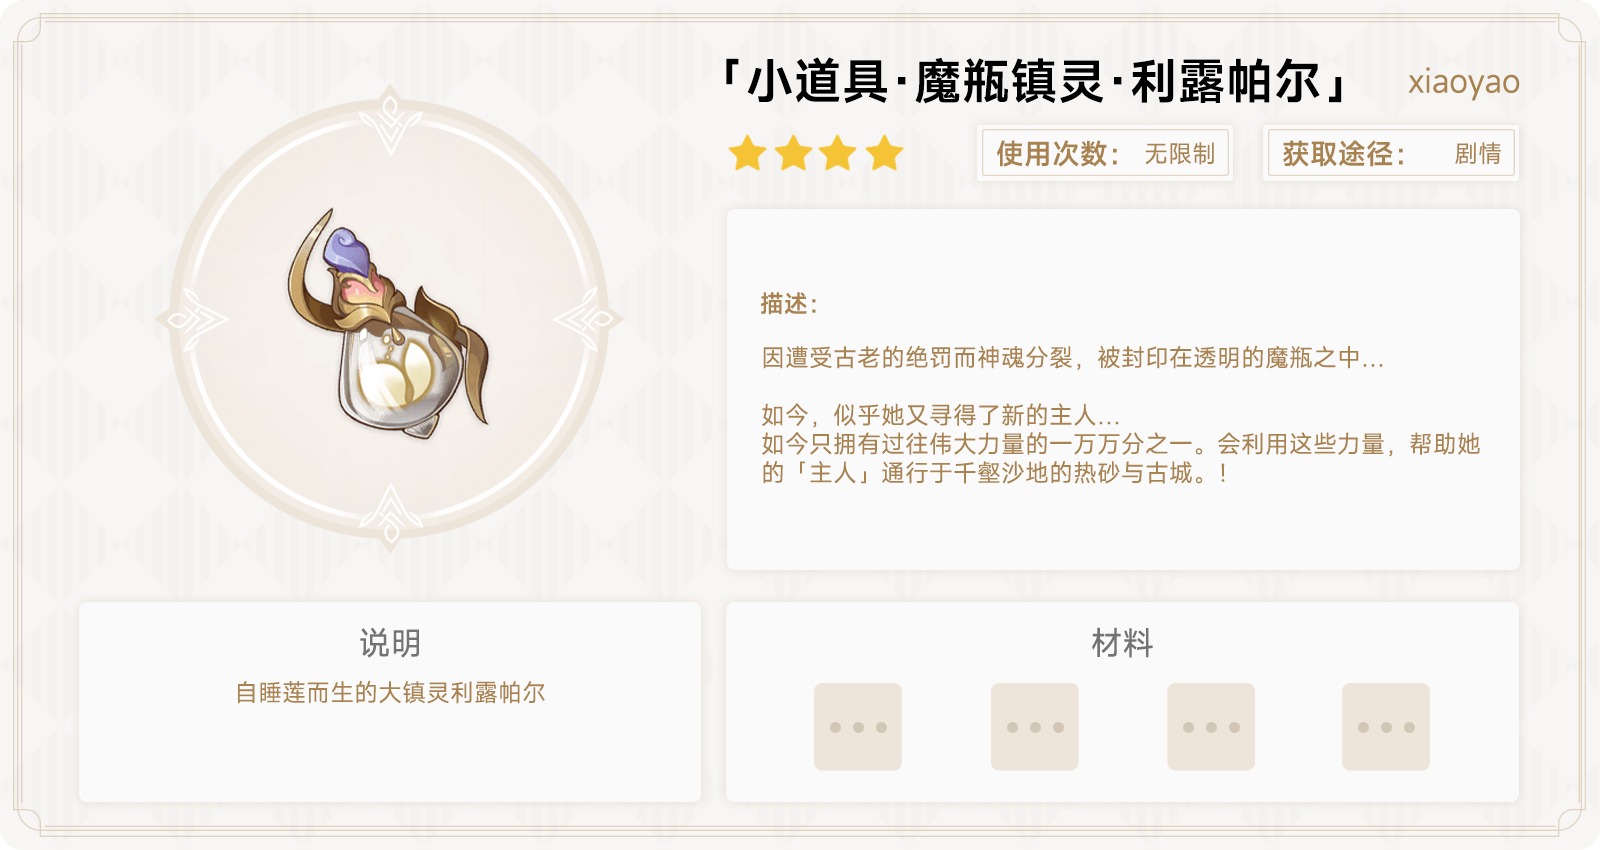 「小道具·魔瓶镇灵·利露帕尔」
xiaoyao
使用次数： 无限制
获取途径： 剧情
描述：
因遭受古老的绝罚而神魂分裂，被封印在透明的魔瓶之中...
如今，似乎她又寻得了新的主人...
如今只拥有过往伟大力量的一万万分之一。会利用这些力量，帮助她
的「主人」通行于千壑沙地的热砂与古城。！
说明
自睡莲而生的大镇灵利露帕尔
材料